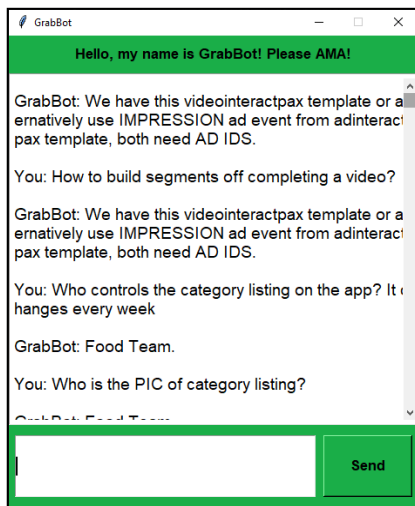 GrabBot
Hello, my name is GrabBot! Please AMA!
GrabBot: We have this videointeractpax template or a
ernatively use IMPRESSION ad event from adinteract
pax template, both need AD IDS.
You: How to build segments off completing a video?
GrabBot: We have this videointeractpax template or a
ernatively use IMPRESSION ad event from adinteract
pax template, both need AD IDS.
You: Who controls the category listing on the app? It c
hanges every week
GrabBot: Food Team.
You: Who is the PIC of category listing?
GrabBot: Food Team
Send